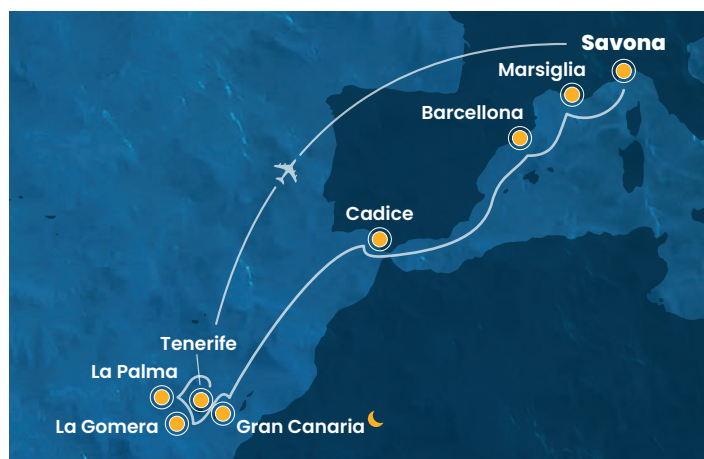 Savona
Marsiglia
Barcellona
Cadice
Tenerife
La Palma
La Gomera
Gran Canaria